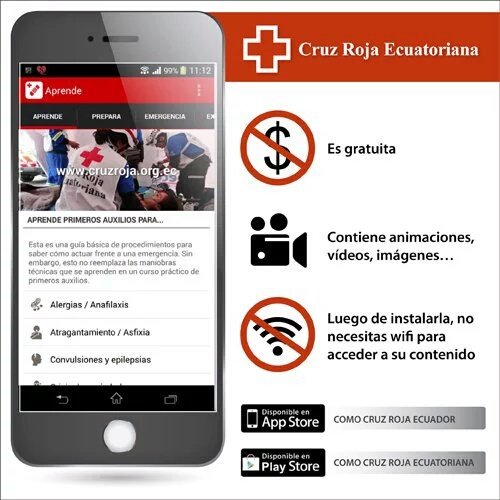 99% 11:12
Aprende
APRENDE PREPARA EMERGENCIA
www.cruzroja.org.ec
APRENDE PRIMEROS AUXILIOS PARA...
Esta es una guía básica de procedimientos para
saber cómo actuar frente a una emergencia. Sin
embargo, esto no reemplaza las maniobras
técnicas que se aprenden en un curso práctico de
primeros auxilios.
Alergias / Anafilaxis
Atragantamiento / Asfixia
Convulsiones y epilepsias
Cruz Roja Ecuatoriana
$
Es gratuita
Contiene animaciones,
vídeos, imágenes...
Luego de instalarla, no
necesitas wifi para
acceder a su contenido
Disponible en
App Store
COMO CRUZ ROJA ECUADOR
Disponible en
Play Store
COMO CRUZ ROJA ECUATORIANA